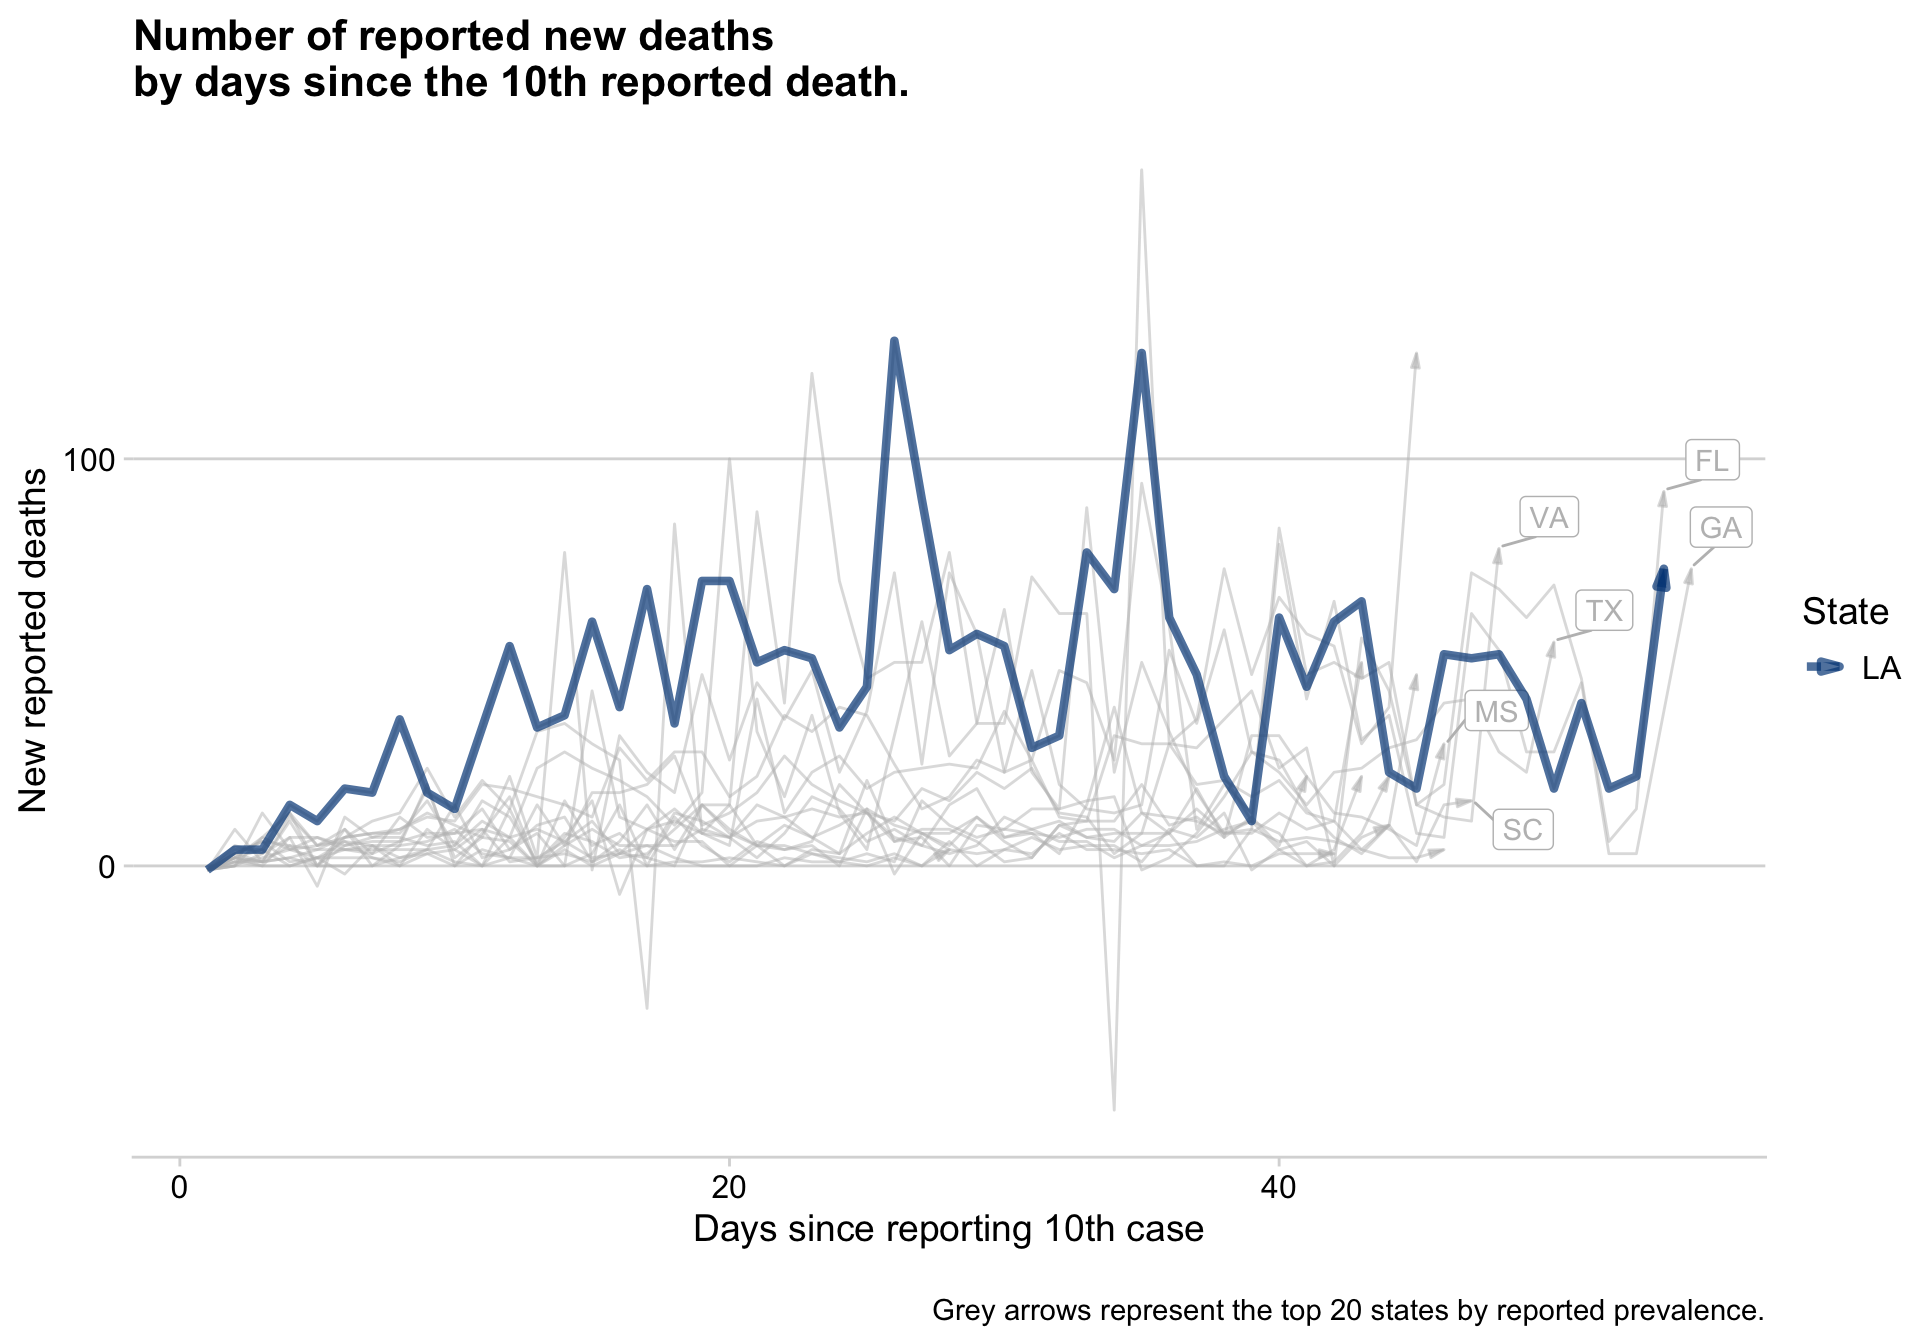 Number of reported new deaths
by days since the 10th reported death.
New reported deaths
100
0
FL
VA
GA
TX
MS
SC
State
LA
0
20
40
Days since reporting 10th case
Grey arrows represent the top 20 states by reported prevalence.